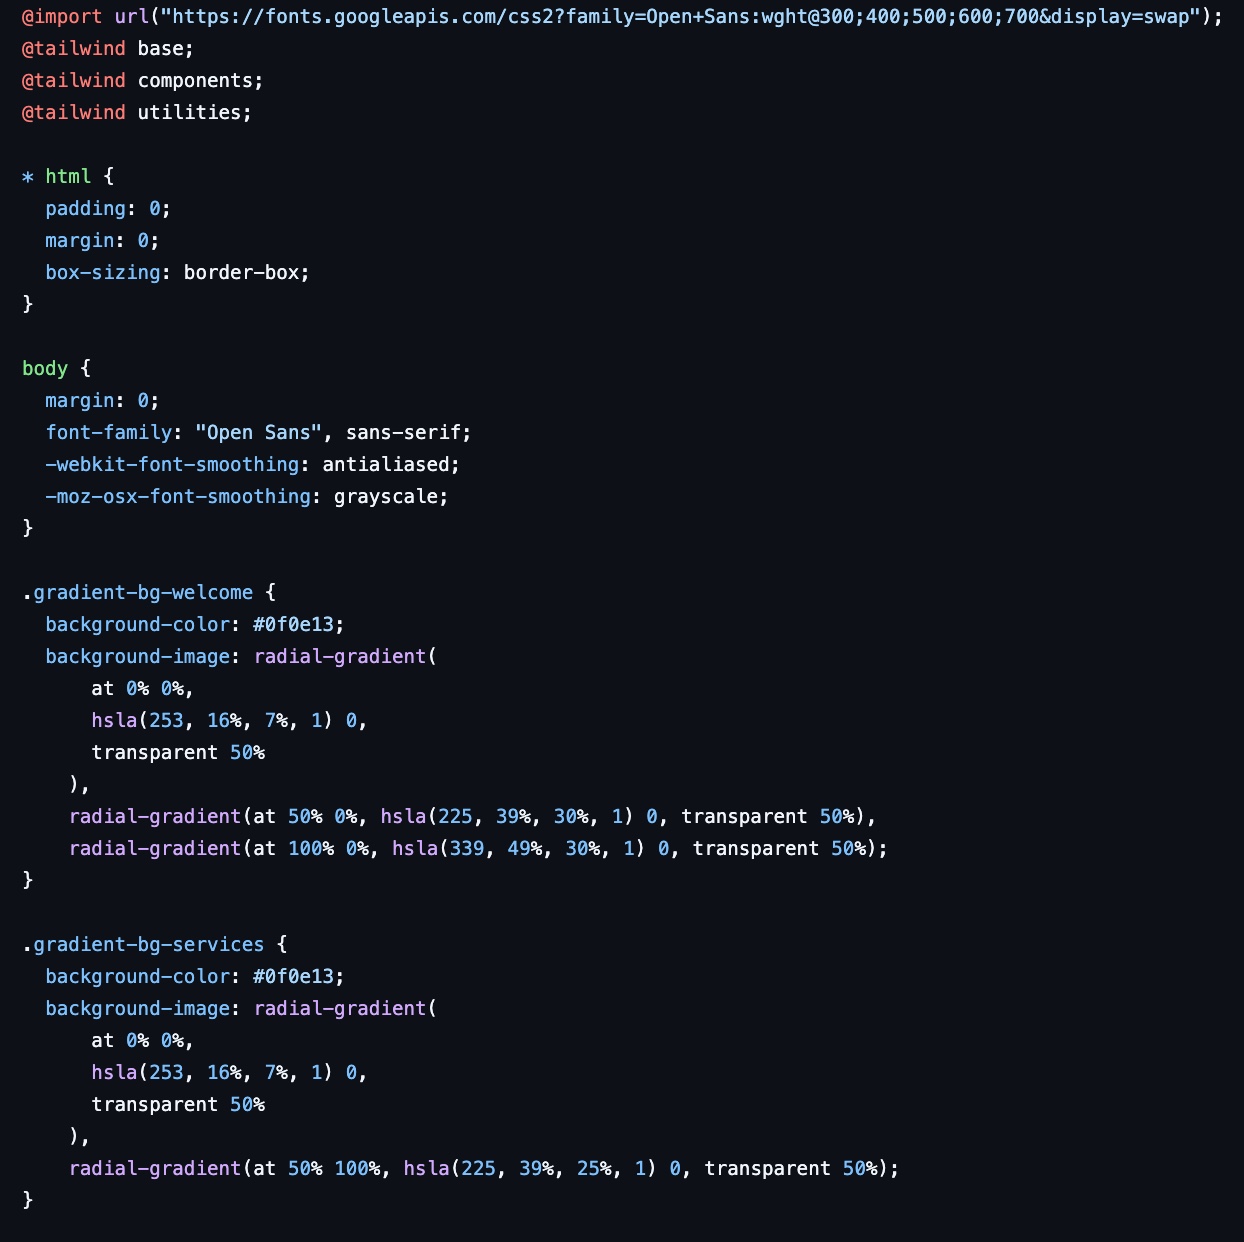 @import url("https://fonts.googleapis.com/css2?family=Open+Sans:wght@300;400;500;600;700&display=swap");
@tailwind base;
@tailwind components;
@tailwind utilities;

* html {
  padding: 0;
  margin: 0;
  box-sizing: border-box;
}

body {
  margin: 0;
  font-family: "Open Sans", sans-serif;
  -webkit-font-smoothing: antialiased;
  -moz-osx-font-smoothing: grayscale;
}

.gradient-bg-welcome {
  background-color: #0f0e13;
  background-image: radial-gradient(
      at 0% 0%,
      hsla(253, 16%, 7%, 1) 0,
      transparent 50%
    ),
    radial-gradient(at 50% 0%, hsla(225, 39%, 30%, 1) 0, transparent 50%),
    radial-gradient(at 100% 0%, hsla(339, 49%, 30%, 1) 0, transparent 50%);
}

.gradient-bg-services {
  background-color: #0f0e13;
  background-image: radial-gradient(
      at 0% 0%,
      hsla(253, 16%, 7%, 1) 0,
      transparent 50%
    ),
    radial-gradient(at 50% 100%, hsla(225, 39%, 25%, 1) 0, transparent 50%);
}